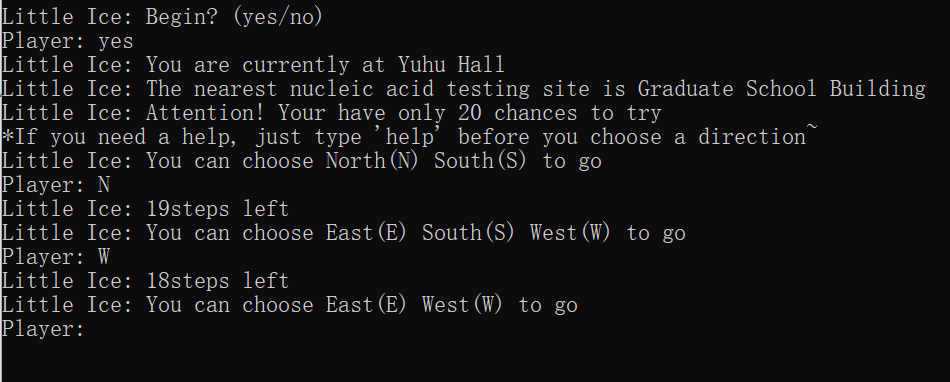 Little Ice: Begin? (yes/no)
Player: yes
Little Ice: You are currently at Yuhu Hall
Little Ice: The nearest nucleic acid testing site is Graduate School Building
Little Ice: Attention! Your have only 20 chances to try
*If you need a help, just type 'help' before you choose a direction~
Little Ice: You can choose North(N) South(S) to go
Player: N
Little Ice: 19steps left
Little Ice: You can choose East(E) South(S) West(W) to go
Player: W
Little Ice: 18steps left
Little Ice: You can choose East(E) West(W) to go
Player: